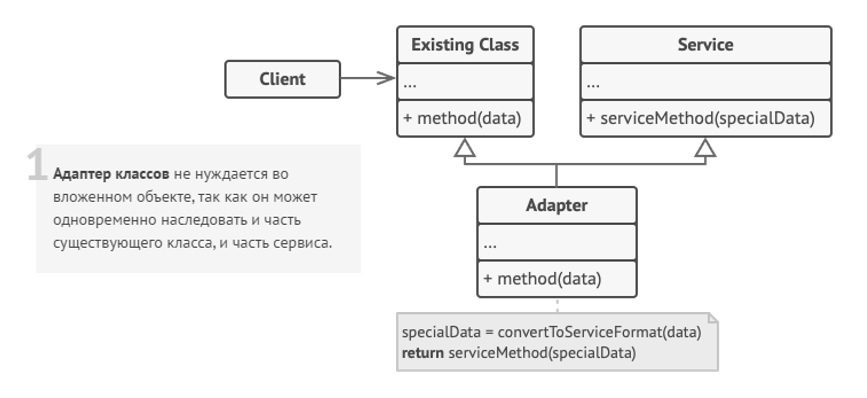 Existing Class
Service
Client
...
...
+ method(data)
+ serviceMethod(specialData)
1
Адаптер классов не нуждается во
вложенном объекте, так как он может
одновременно наследовать и часть
существующего класса, и часть сервиса.
Adapter
...
+ method(data)
specialData = convertToServiceFormat(data)
return serviceMethod(specialData)